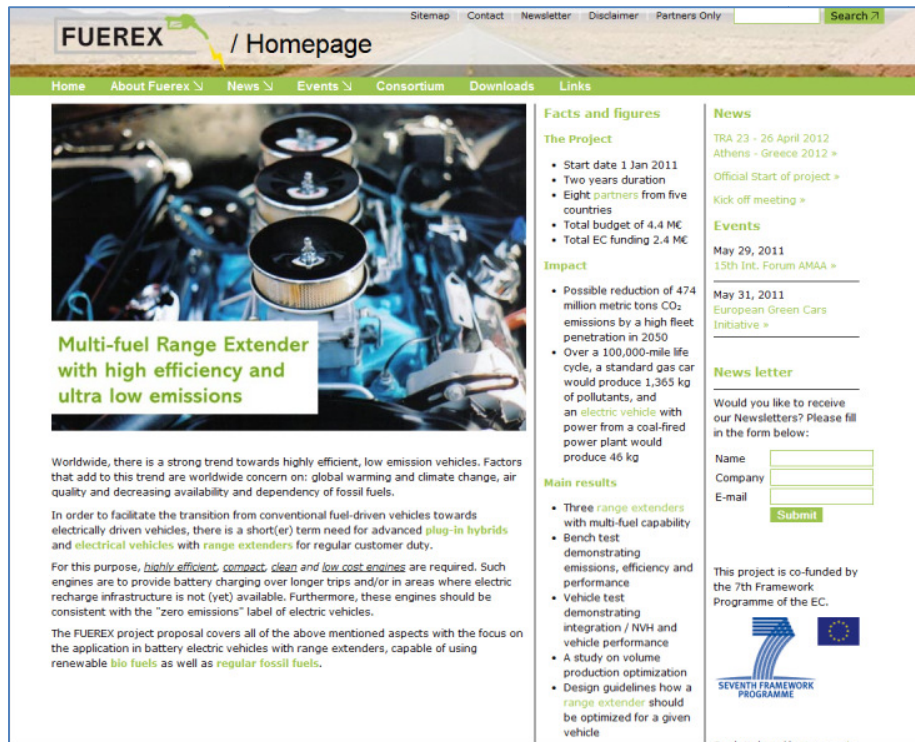 Sitemap Contact Newsletter Disclaimer Partners Only Search
FUEREX / Homepage
Home About Fuerex News Events Consortium Downloads Links
Multi-fuel Range Extender
with high efficiency and
ultra low emissions
Worldwide, there is a strong trend towards highly efficient, low emission vehicles. Factors
that add to this trend are worldwide concern on: global warming and climate change, air
quality and decreasing availability and dependency of fossil fuels.
In order to facilitate the transition from conventional fuel-driven vehicles towards
electrically driven vehicles, there is a short(er) term need for advanced plug-in hybrids
and electrical vehicles with range extenders for regular customer duty.
For this purpose, highly efficient, compact, clean and low cost engines are required. Such
engines are to provide battery charging over longer trips and/or in areas where electric
recharge infrastructure is not (yet) available. Furthermore, these engines should be
consistent with the "zero emissions" label of electric vehicles.
The FUEREX project proposal covers all of the above mentioned aspects with the focus on
the application in battery electric vehicles with range extenders, capable of using
renewable bio fuels as well as regular fossil fuels.
Facts and figures
The Project
• Start date 1 Jan 2011
• Two years duration
• Eight partners from five
countries
• Total budget of 4.4 M€
• Total EC funding 2.4 M€
Impact
• Possible reduction of 474
million metric tons CO₂
emissions by a high fleet
penetration in 2050
• Over a 100,000-mile life
cycle, a standard gas car
would produce 1,365 kg
of pollutants, and
an electric vehicle with
power from a coal-fired
power plant would
produce 46 kg
Main results
• Three range extenders
with multi-fuel capability
• Bench test
demonstrating
emissions, efficiency and
performance
• Vehicle test
demonstrating
integration / NVH and
vehicle performance
• A study on volume
production optimization
• Design guidelines how a
range extender should
be optimized for a given
vehicle
News
TRA 23 - 26 April 2012
Athens - Greece 2012 »
Official Start of project »
Kick off meeting »
Events
May 29, 2011
15th Int. Forum AMAA »
May 31, 2011
European Green Cars
Initiative »
News letter
Would you like to receive
our Newsletters? Please fill
in the form below:
Name
Company
E-mail
Submit
This project is co-funded by
the 7th Framework
Programme of the EC.
SEVENTH FRAMEWORK
PROGRAMME